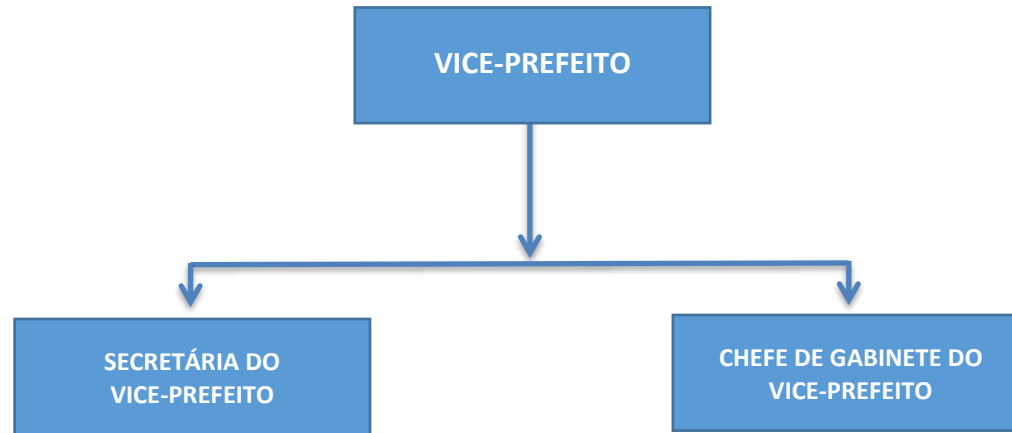 VICE-PREFEITO
SECRETÁRIA DO
VICE-PREFEITO
CHEFE DE GABINETE DO
VICE-PREFEITO